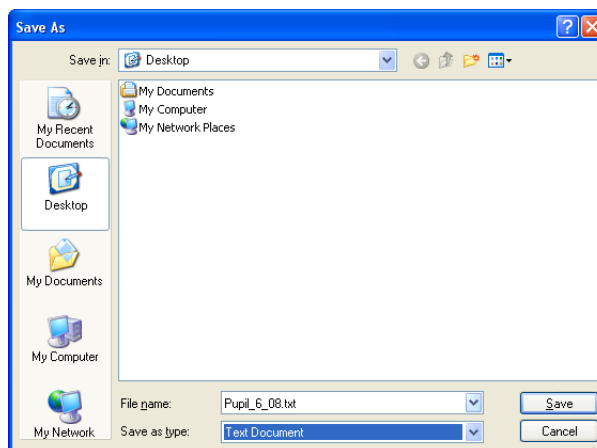 Save As
Save in:
Desktop
My Documents
My Computer
My Network Places
My Recent
Documents
Desktop
My Documents
My Computer
My Network
File name:
Pupil_6_08.txt
Save
Save as type:
Text Document
Cancel